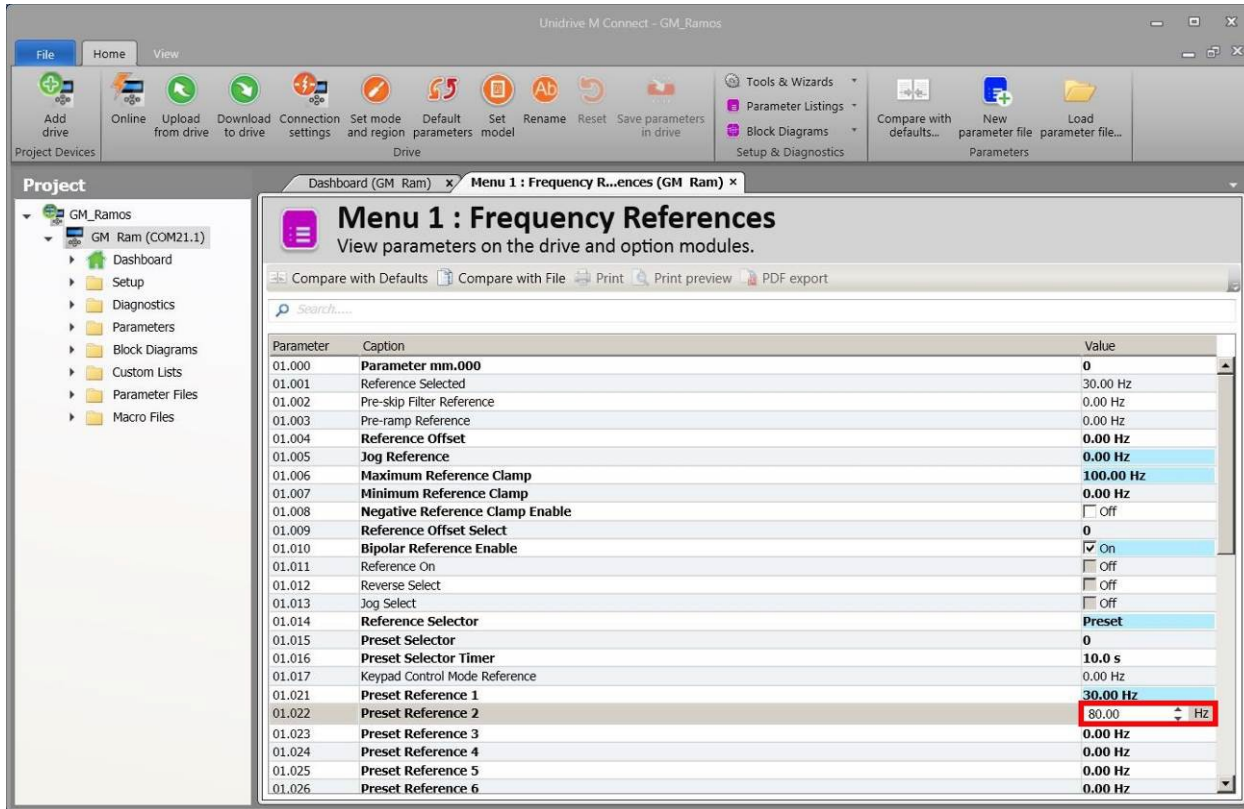 Unidrive M Connect - GM_Ramos
File Home View
Add drive
Online
Upload from drive
Download to drive
Connection settings
Set mode and region
Default parameters
Set model
Rename
Reset
Save parameters in drive
Tools & Wizards
Parameter Listings
Block Diagrams
Compare with defaults...
New parameter file
Load parameter file...
Project Devices
Drive
Setup & Diagnostics
Parameters
Project
GM_Ramos
GM Ram (COM21.1)
Dashboard
Setup
Diagnostics
Parameters
Block Diagrams
Custom Lists
Parameter Files
Macro Files
Dashboard (GM Ram) x Menu 1 : Frequency R...ences (GM Ram) x
Menu 1 : Frequency References
View parameters on the drive and option modules.
Compare with Defaults Compare with File Print Print preview PDF export
Search.....
Parameter Caption Value
01.000 Parameter mm.000 0
01.001 Reference Selected 30.00 Hz
01.002 Pre-skip Filter Reference 0.00 Hz
01.003 Pre-ramp Reference 0.00 Hz
01.004 Reference Offset 0.00 Hz
01.005 Jog Reference 0.00 Hz
01.006 Maximum Reference Clamp 100.00 Hz
01.007 Minimum Reference Clamp 0.00 Hz
01.008 Negative Reference Clamp Enable Off
01.009 Reference Offset Select 0
01.010 Bipolar Reference Enable On
01.011 Reference On Off
01.012 Reverse Select Off
01.013 Jog Select Off
01.014 Reference Selector Preset
01.015 Preset Selector 0
01.016 Preset Selector Timer 10.0 s
01.017 Keypad Control Mode Reference 0.00 Hz
01.021 Preset Reference 1 30.00 Hz
01.022 Preset Reference 2 80.00 Hz
01.023 Preset Reference 3 0.00 Hz
01.024 Preset Reference 4 0.00 Hz
01.025 Preset Reference 5 0.00 Hz
01.026 Preset Reference 6 0.00 Hz